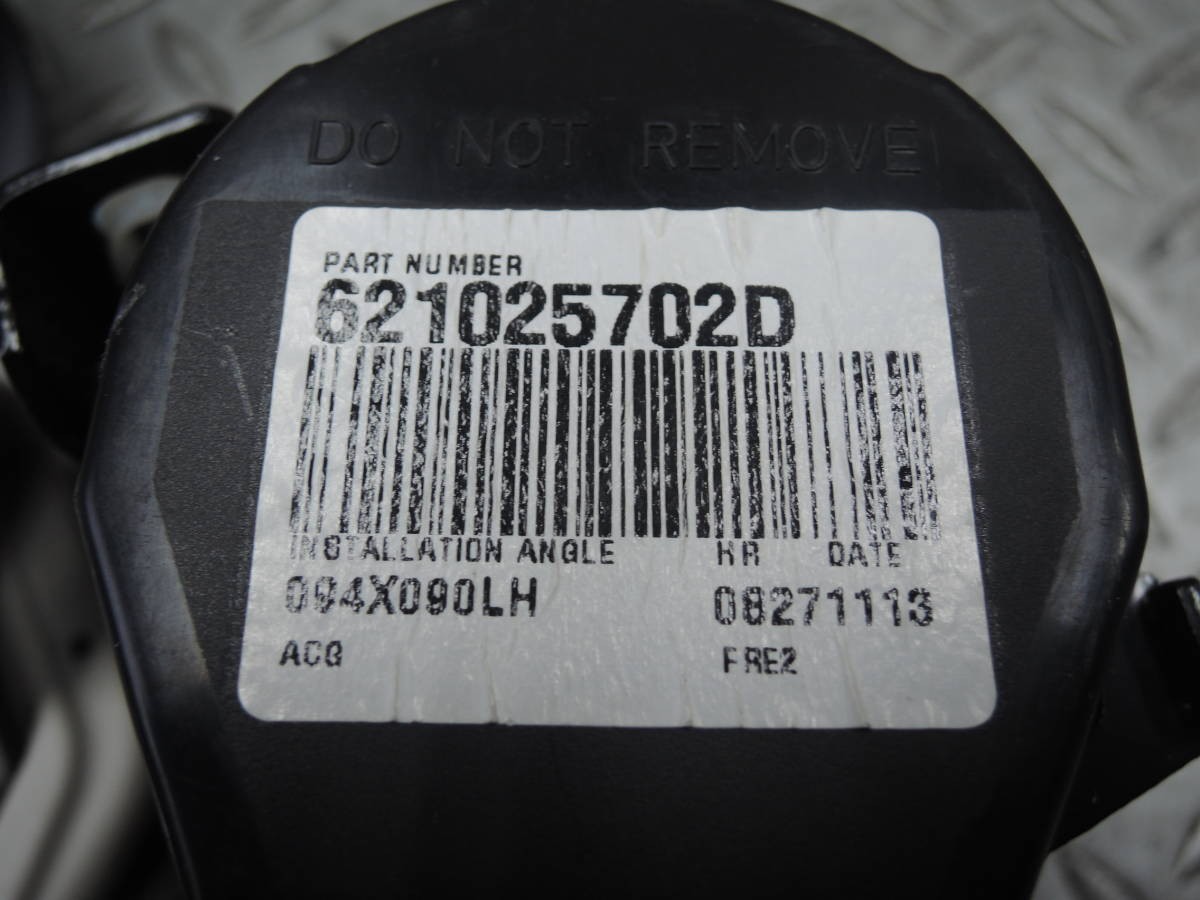 DO NOT REMOVE
PART NUMBER
621025702D
INSTALLATION ANGLE HR DATE
094X090LH 08271113
ACG FRE2